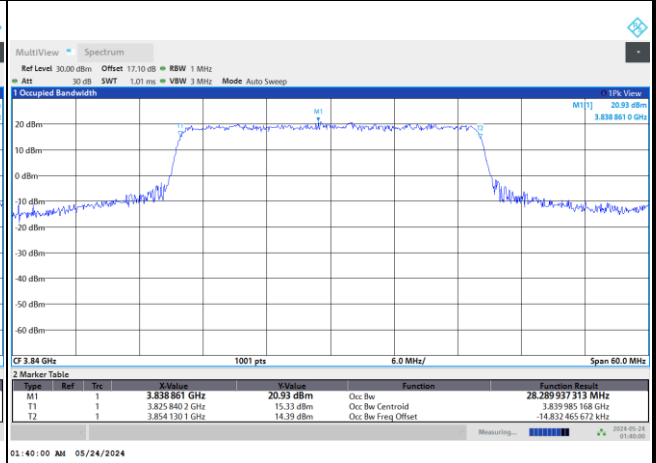 MultiView Spectrum
Ref Level 30.00 dBm Offset 17.10 dB RBW 1 MHz
Att 30 dB SWT 1.01 ms VBW 3 MHz Mode Auto Sweep
1 Occupied Bandwidth 1Pk View
M1[1] 20.93 dBm
3.838 861 0 GHz
M1
T1
T2
20 dBm
10 dBm
0 dBm
-10 dBm
-20 dBm
-30 dBm
-40 dBm
-50 dBm
-60 dBm
CF 3.84 GHz 1001 pts 6.0 MHz/ Span 60.0 MHz
2 Marker Table
Type Ref Trc X-Value Y-Value Function Function Result
M1 1 3.838 861 GHz 20.93 dBm Occ Bw 28.289 937 313 MHz
T1 1 3.825 840 2 GHz 15.33 dBm Occ Bw Centroid 3.839 985 168 GHz
T2 1 3.854 130 1 GHz 14.39 dBm Occ Bw Freq Offset -14.832 465 672 kHz
Measuring... 2024-05-24
01:40:00
01:40:00 AM 05/24/2024